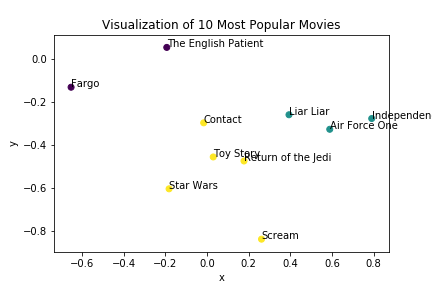 Visualization of 10 Most Popular Movies
The English Patient
Fargo
Contact
Liar Liar
Independen
Air Force One
Toy Story
Return of the Jedi
Star Wars
Scream
0.0
−0.2
−0.4
−0.6
−0.8
y
−0.6 −0.4 −0.2 0.0 0.2 0.4 0.6 0.8
x